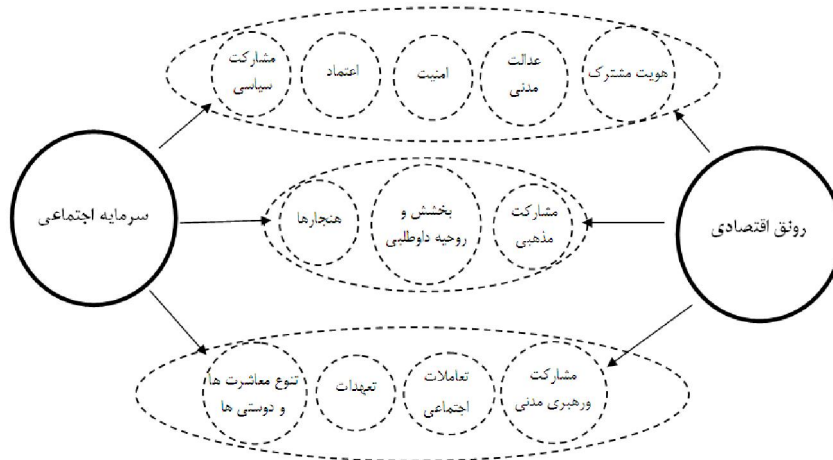 هویت مشترک
عدالت
مدنی
امنیت
اعتماد
مشارکت
سیاسی
رونق اقتصادی
مشارکت
مذهبی
بخشش و
روحیه داوطلبی
هنجارها
سرمایه اجتماعی
مشارکت
ورهبری مدنی
تعاملات
اجتماعی
تعهدات
تنوع معاشرت ها
و دوستی ها